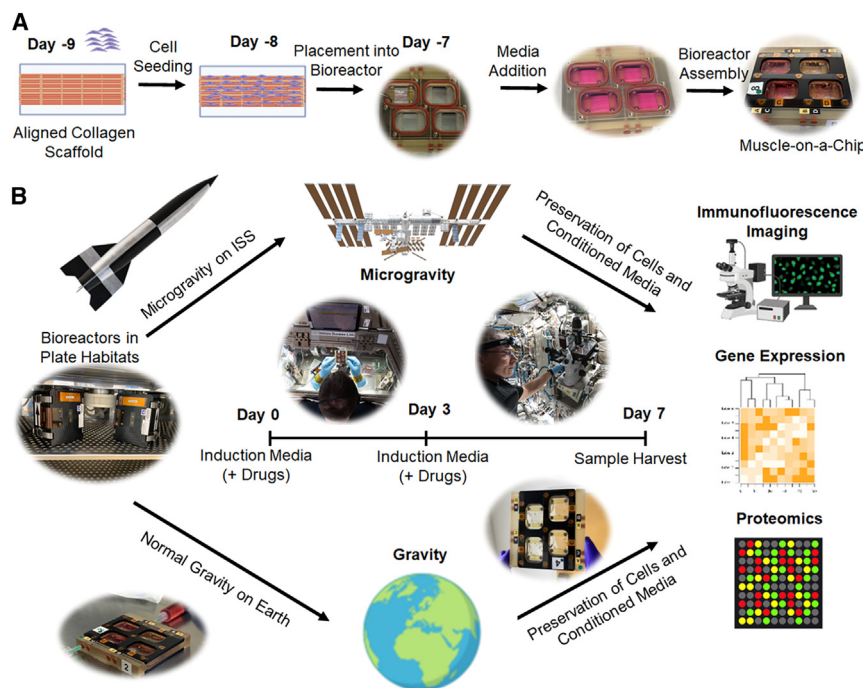 A
Day -9
Cell
Seeding
Day -8
Placement into
Bioreactor
Day -7
Media
Addition
Bioreactor
Assembly
Aligned Collagen
Scaffold
Muscle-on-a-Chip
B
Microgravity on ISS
Microgravity
Preservation of Cells and
Conditioned Media
Immunofluorescence
Imaging
Bioreactors in
Plate Habitats
Gene Expression
Day 0
Day 3
Day 7
Induction Media
(+ Drugs)
Induction Media
(+ Drugs)
Sample Harvest
Proteomics
Normal Gravity on Earth
Gravity
Preservation of Cells and
Conditioned Media